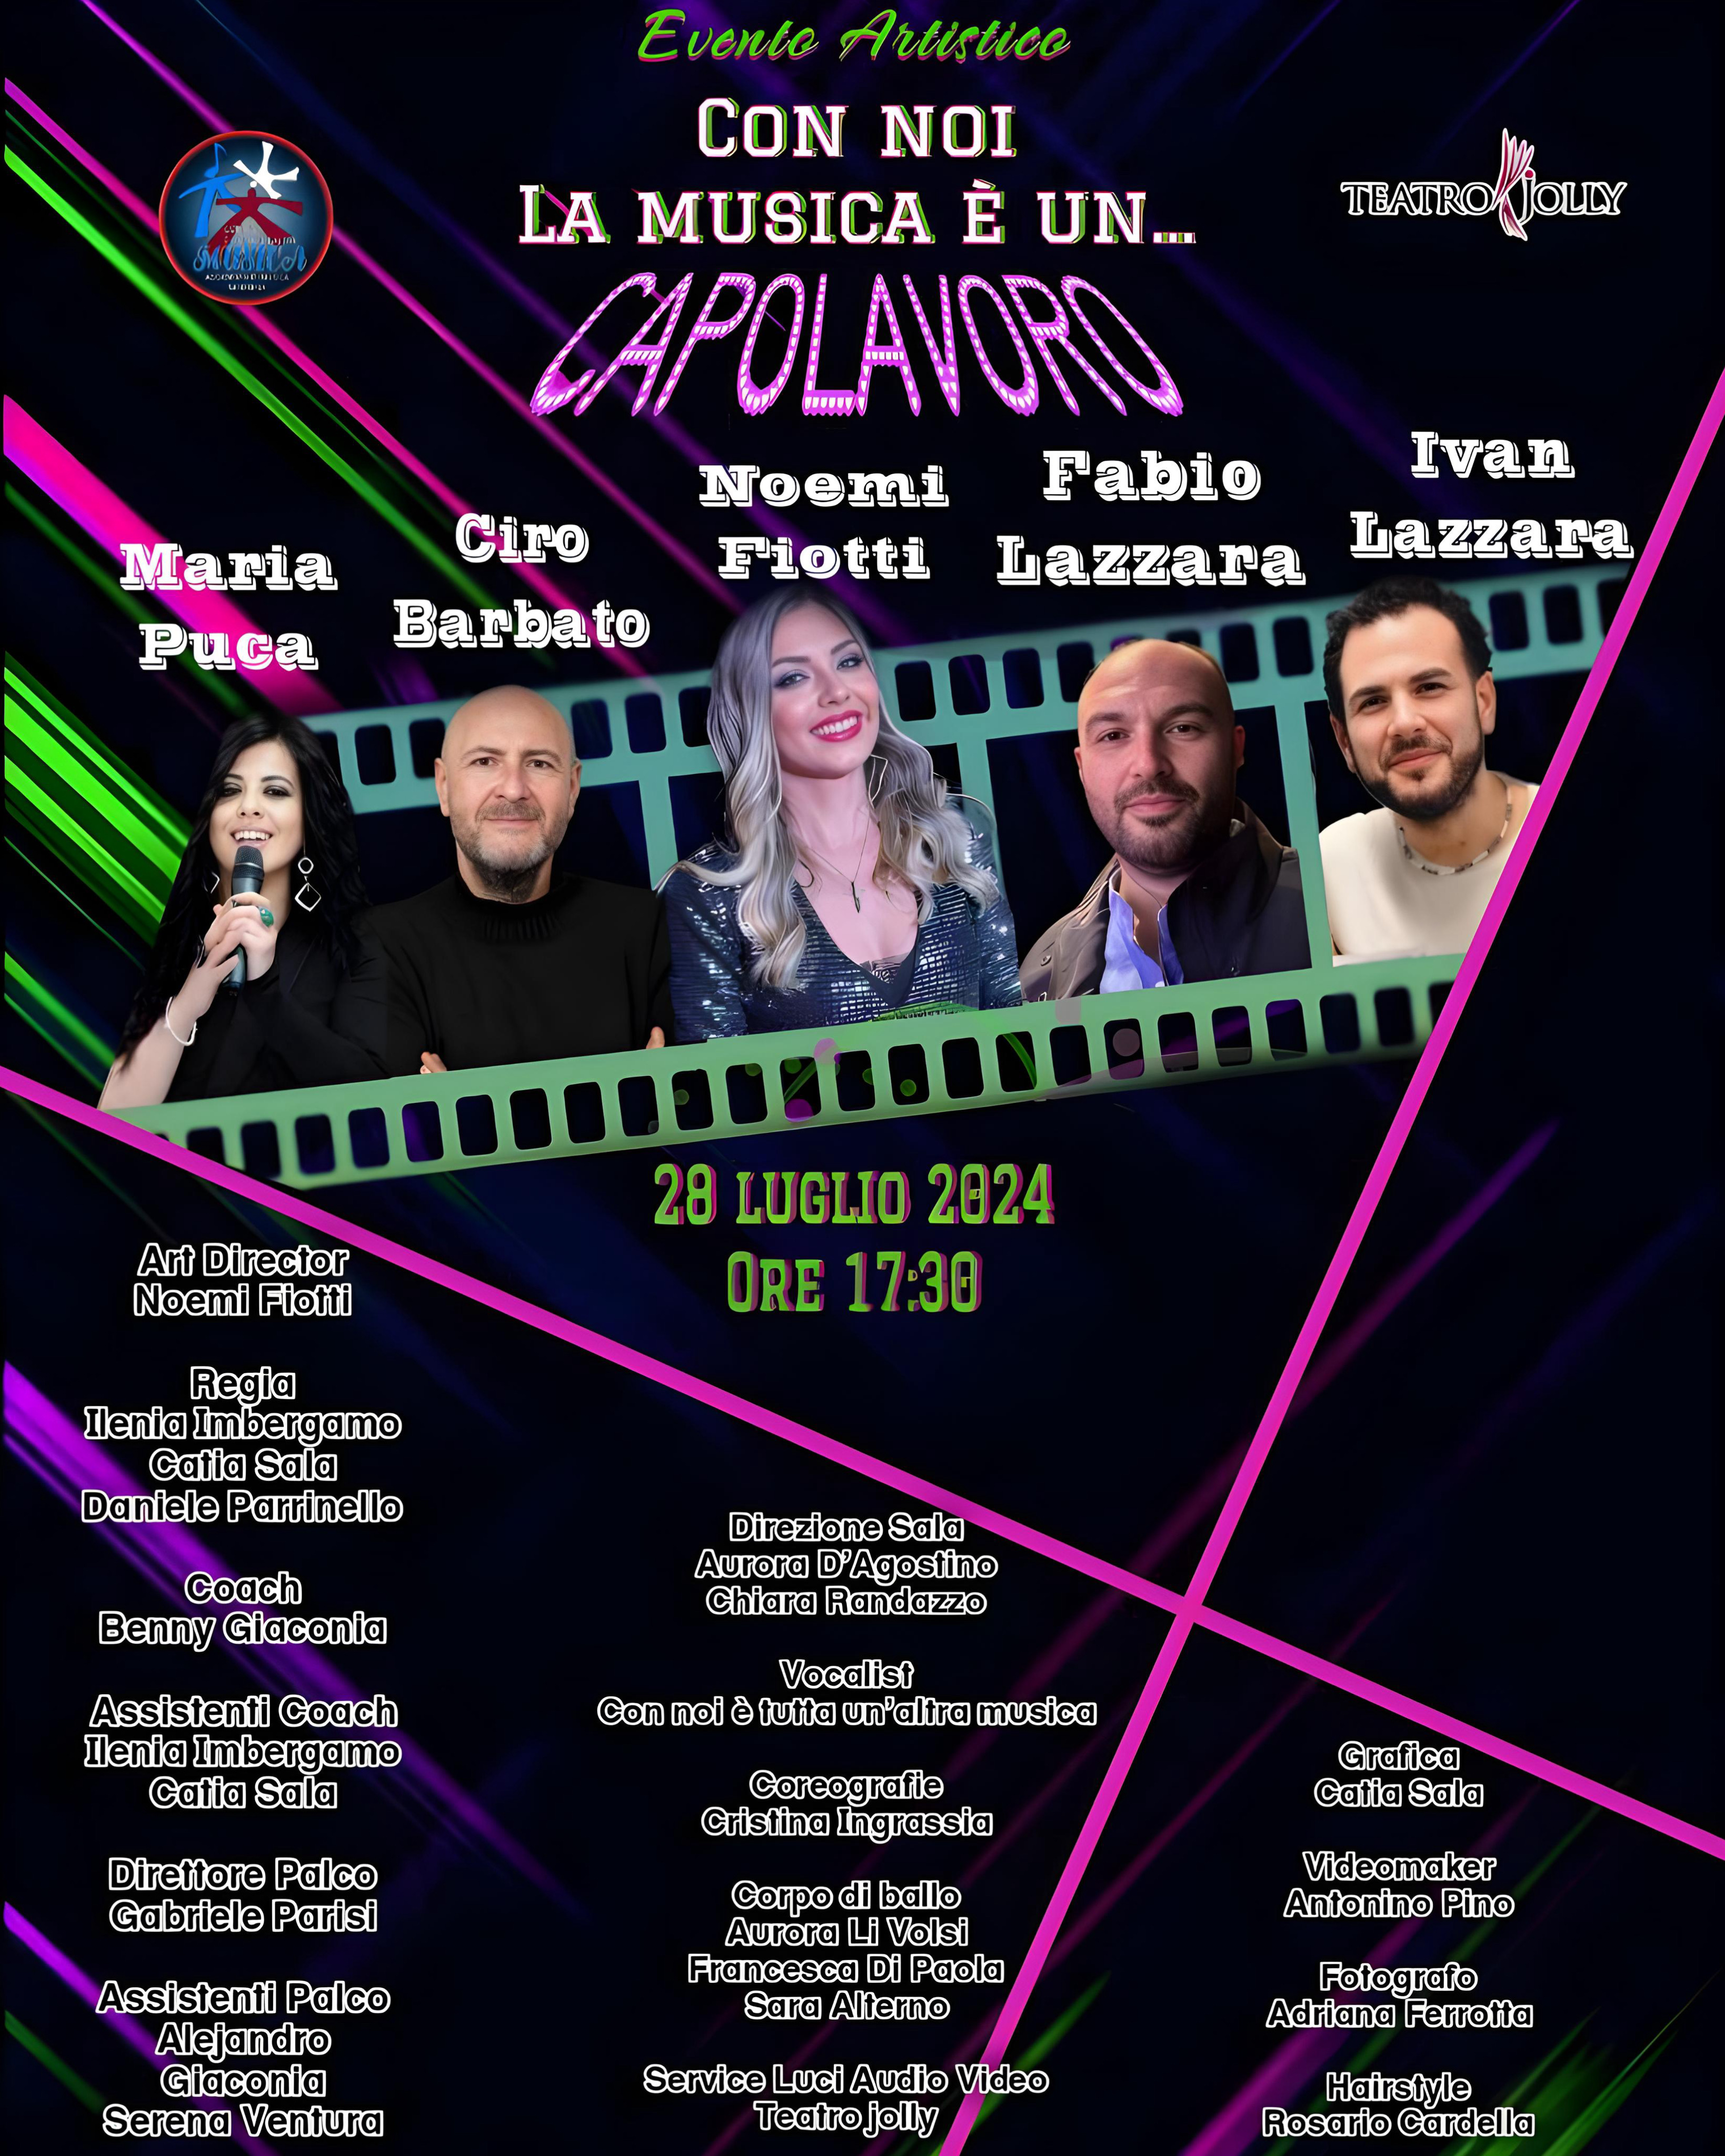 Evento Artistico
CON NOI
LA MUSICA È UN...
CAPOLAVORO
MUSICA
TEATRO JOLLY
Maria
Puca
Ciro
Barbato
Noemi
Fiotti
Fabio
Lazzara
Ivan
Lazzara
28 LUGLIO 2024
ORE 17:30
Art Director
Noemi Fiotti
Regia
Ilenia Imbergamo
Catia Sala
Daniele Parrinello
Coach
Benny Giaconia
Assistenti Coach
Ilenia Imbergamo
Catia Sala
Direttore Palco
Gabriele Parisi
Assistenti Palco
Alejandro
Giaconia
Serena Ventura
Direzione Sala
Aurora D'Agostino
Chiara Randazzo
Vocalist
Con noi è tutta un'altra musica
Coreografie
Cristina Ingrassia
Corpo di ballo
Aurora Li Volsi
Francesca Di Paola
Sara Alterno
Service Luci Audio Video
Teatro jolly
Grafica
Catia Sala
Videomaker
Antonino Pino
Fotografo
Adriana Ferrotta
Hairstyle
Rosario Cardella